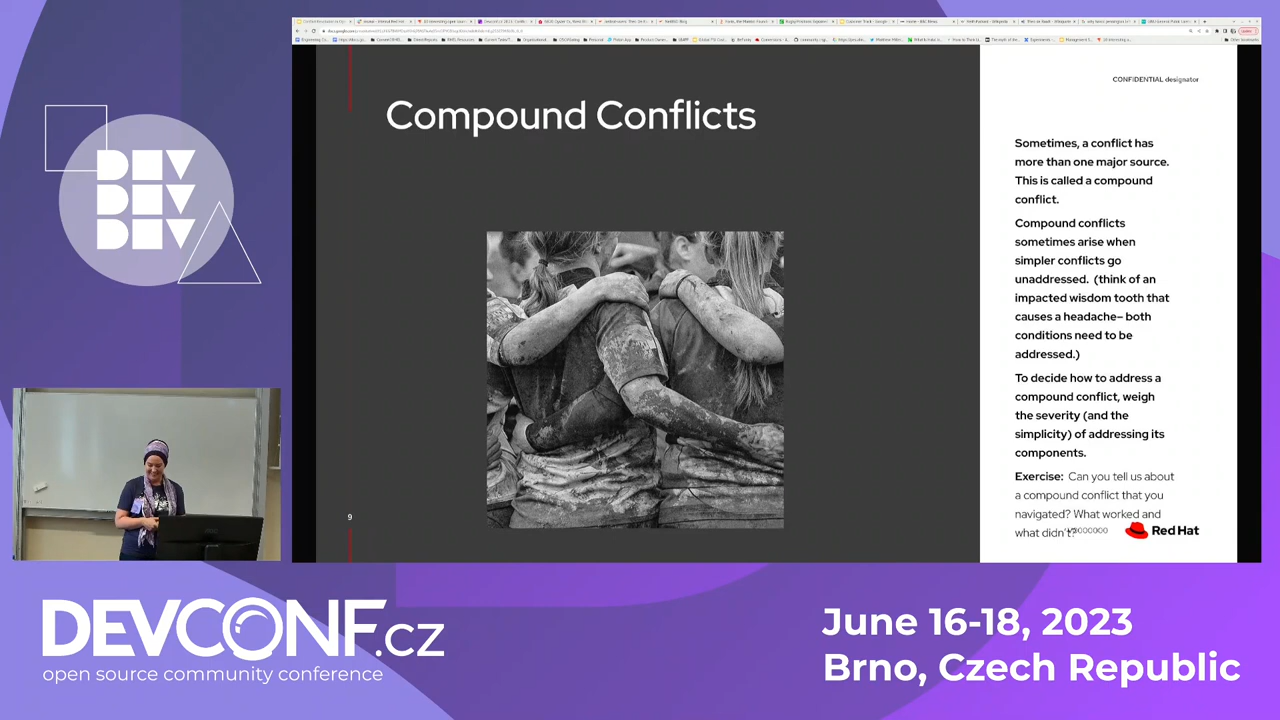 DEV
DEV
DEV
Compound Conflicts
CONFIDENTIAL designator
Sometimes, a conflict has
more than one major source.
This is called a compound
conflict.
Compound conflicts
sometimes arise when
simpler conflicts go
unaddressed. (think of an
impacted wisdom tooth that
causes a headache– both
conditions need to be
addressed.)
To decide how to address a
compound conflict, weigh
the severity (and the
simplicity) of addressing its
components.
Exercise: Can you tell us about
a compound conflict that you
navigated? What worked and
what didn't?
9
Red Hat
DEVCONF.cz
open source community conference
June 16-18, 2023
Brno, Czech Republic